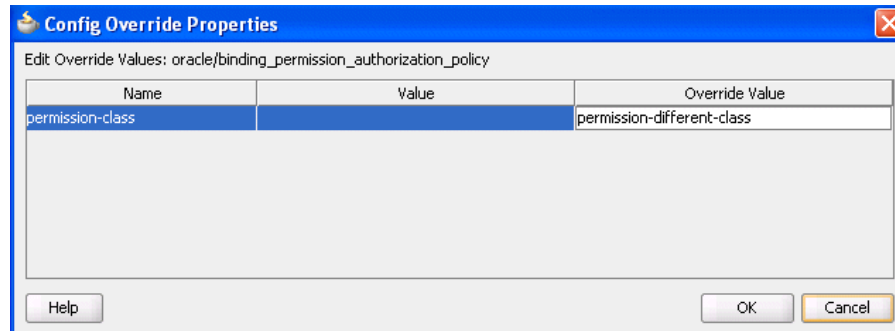 Config Override Properties
Edit Override Values: oracle/binding_permission_authorization_policy
Name Value Override Value
permission-class permission-different-class
Help OK Cancel